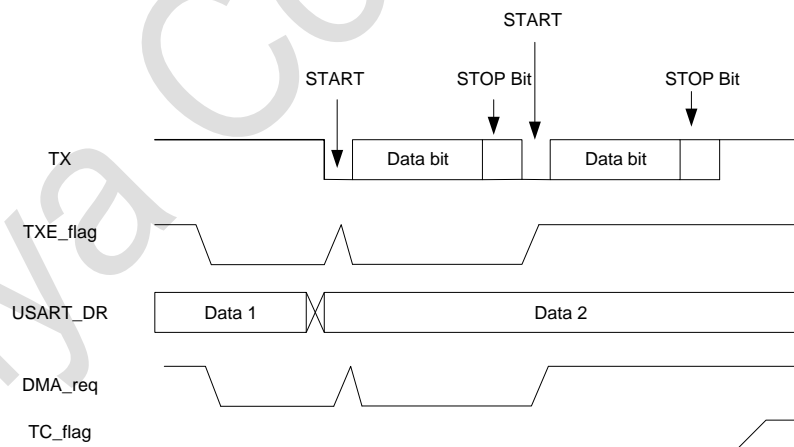 START
START
STOP Bit
STOP Bit
TX
Data bit
Data bit
TXE_flag
USART_DR
Data 1
Data 2
DMA_req
TC_flag